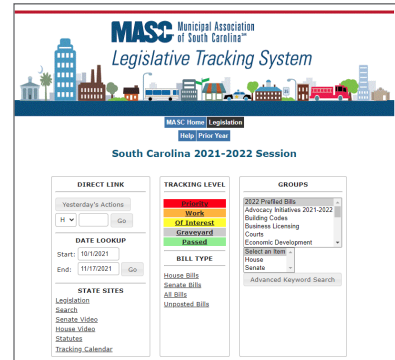 MASC Municipal Association
of South Carolina℠
Legislative Tracking System
MASC Home Legislation
Help Prior Year
South Carolina 2021-2022 Session
DIRECT LINK
Yesterday's Actions
H
Go
DATE LOOKUP
Start: 10/1/2021
End: 11/17/2021 Go
STATE SITES
Legislation
Search
Senate Video
House Video
Statutes
Tracking Calendar
TRACKING LEVEL
Priority
Work
Of Interest
Graveyard
Passed
BILL TYPE
House Bills
Senate Bills
All Bills
Unposted Bills
GROUPS
2022 Prefiled Bills
Advocacy Initiatives 2021-2022
Building Codes
Business Licensing
Courts
Economic Development
Select an Item
House
Senate
Advanced Keyword Search